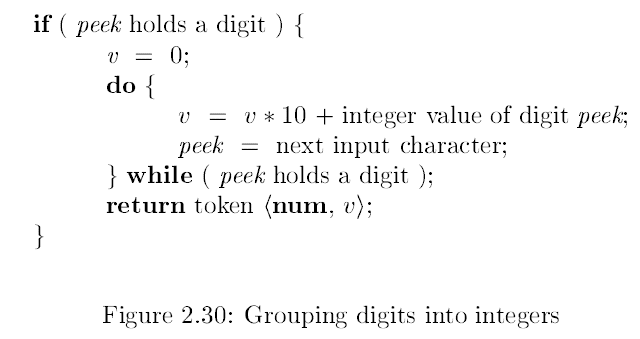 if ( peek holds a digit ) {
v = 0;
do {
v = v * 10 + integer value of digit peek;
peek = next input character;
} while ( peek holds a digit );
return token ⟨num, v⟩;
}
Figure 2.30: Grouping digits into integers